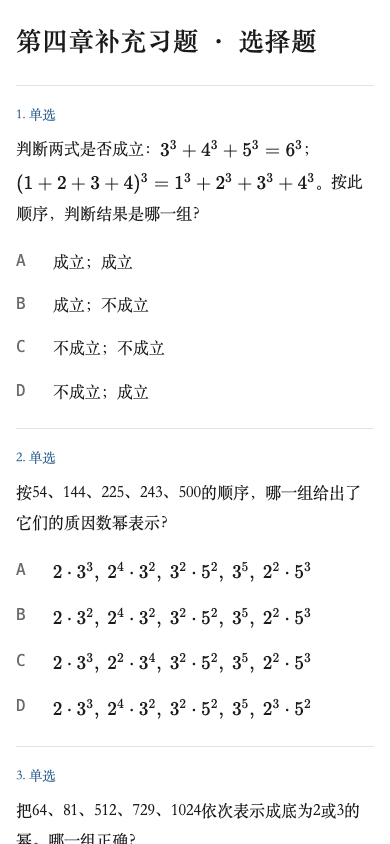 第四章补充习题 · 选择题
1. 单选
判断两式是否成立：3³ + 4³ + 5³ = 6³；
(1 + 2 + 3 + 4)³ = 1³ + 2³ + 3³ + 4³。按此
顺序，判断结果是哪一组？
A 成立；成立
B 成立；不成立
C 不成立；不成立
D 不成立；成立
2. 单选
按54、144、225、243、500的顺序，哪一组给出了
它们的质因数幂表示？
A 2 · 3³, 2⁴ · 3², 3² · 5², 3⁵, 2² · 5³
B 2 · 3², 2⁴ · 3², 3² · 5², 3⁵, 2² · 5³
C 2 · 3³, 2² · 3⁴, 3² · 5², 3⁵, 2² · 5³
D 2 · 3³, 2⁴ · 3², 3² · 5², 3⁵, 2³ · 5²
3. 单选
把64、81、512、729、1024依次表示成底为2或3的
幂。哪一组正确？